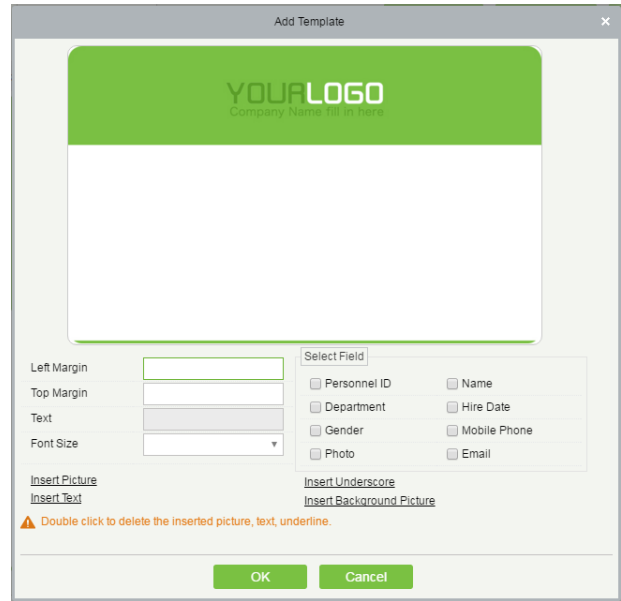 Add Template
×
YOURLOGO
Company Name fill in here
Left Margin
Top Margin
Text
Font Size
Select Field
Personnel ID Name
Department Hire Date
Gender Mobile Phone
Photo Email
Insert Picture
Insert Text
Insert Underscore
Insert Background Picture
Double click to delete the inserted picture, text, underline.
OK Cancel